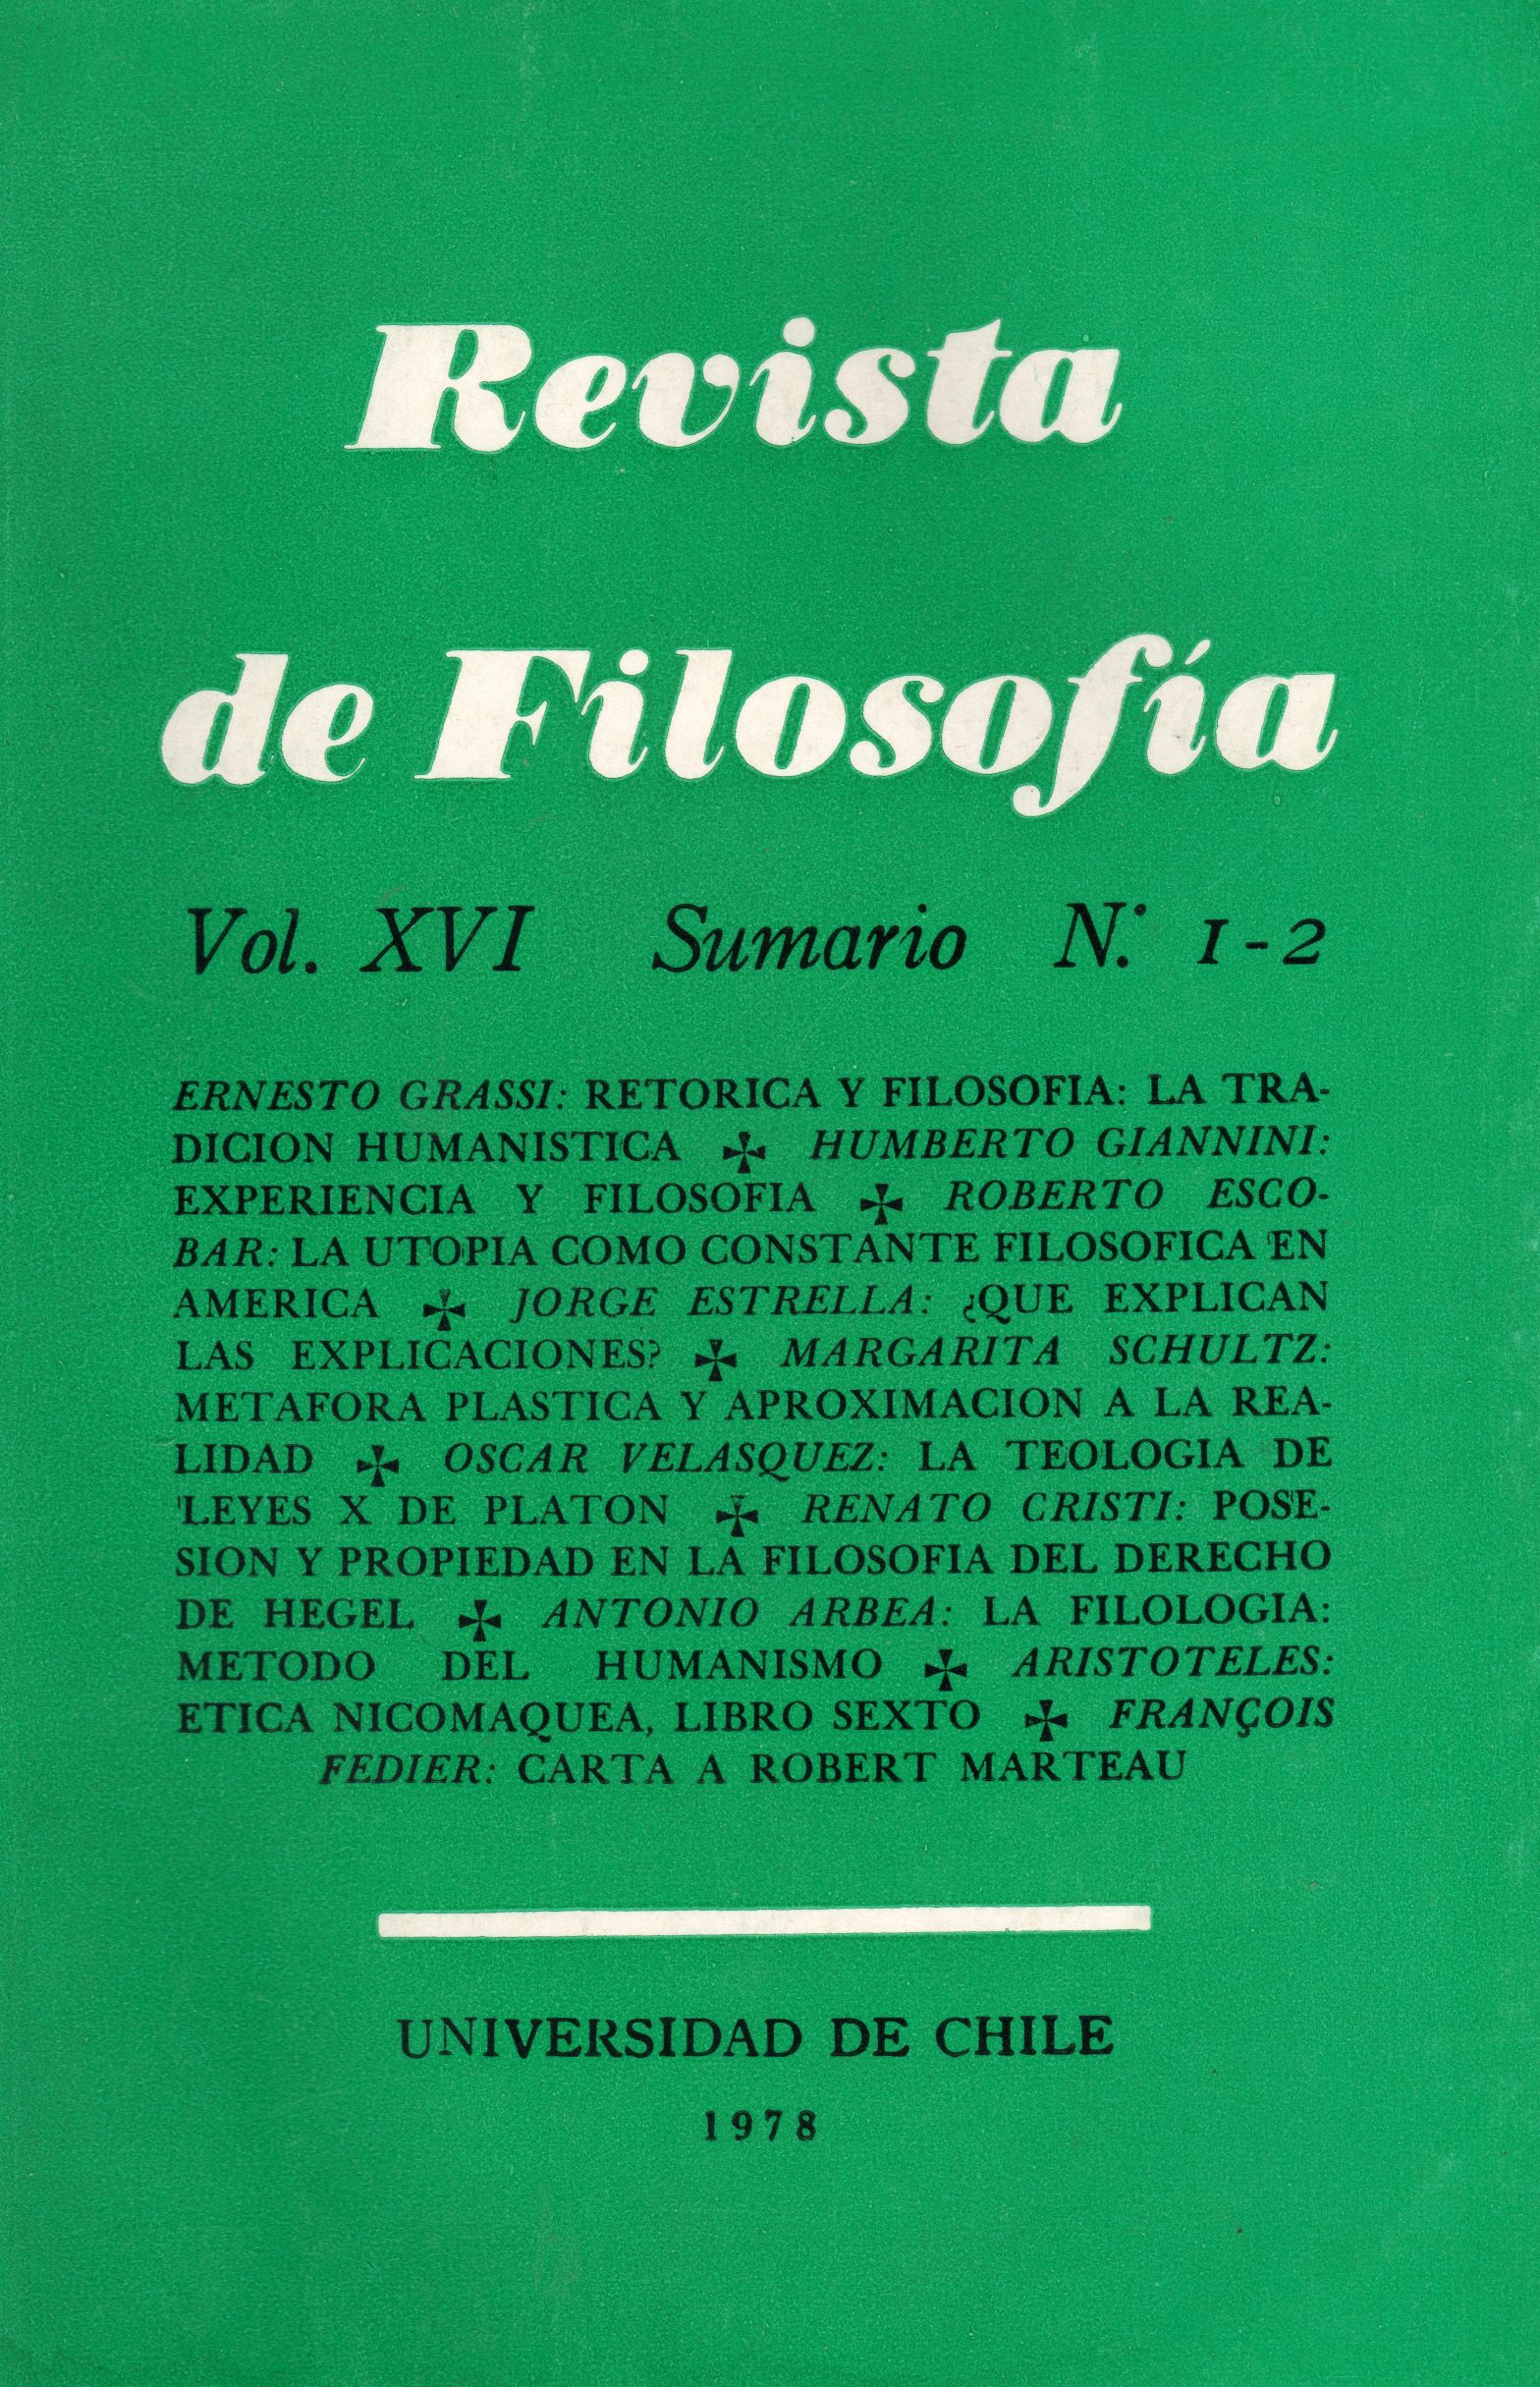 Revista
de Filosofía
Vol. XVI Sumario N.° 1-2
ERNESTO GRASSI: RETORICA Y FILOSOFIA: LA TRA-
DICION HUMANISTICA ✠ HUMBERTO GIANNINI:
EXPERIENCIA Y FILOSOFIA ✠ ROBERTO ESCO-
BAR: LA UTOPIA COMO CONSTANTE FILOSOFICA EN
AMERICA ✠ JORGE ESTRELLA: ¿QUE EXPLICAN
LAS EXPLICACIONES? ✠ MARGARITA SCHULTZ:
METAFORA PLASTICA Y APROXIMACION A LA REA-
LIDAD ✠ OSCAR VELASQUEZ: LA TEOLOGIA DE
LEYES X DE PLATON ✠ RENATO CRISTI: POSE-
SION Y PROPIEDAD EN LA FILOSOFIA DEL DERECHO
DE HEGEL ✠ ANTONIO ARBEA: LA FILOLOGIA:
METODO DEL HUMANISMO ✠ ARISTOTELES:
ETICA NICOMAQUEA, LIBRO SEXTO ✠ FRANÇOIS
FEDIER: CARTA A ROBERT MARTEAU
UNIVERSIDAD DE CHILE
1978